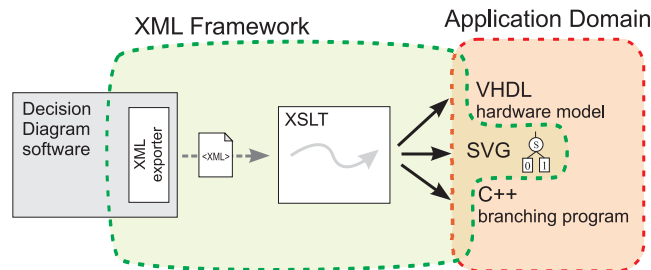 XML Framework
Application Domain
Decision
Diagram
software
XML
exporter
<XML>
XSLT
VHDL
hardware model
SVG
S
0 1
C++
branching program